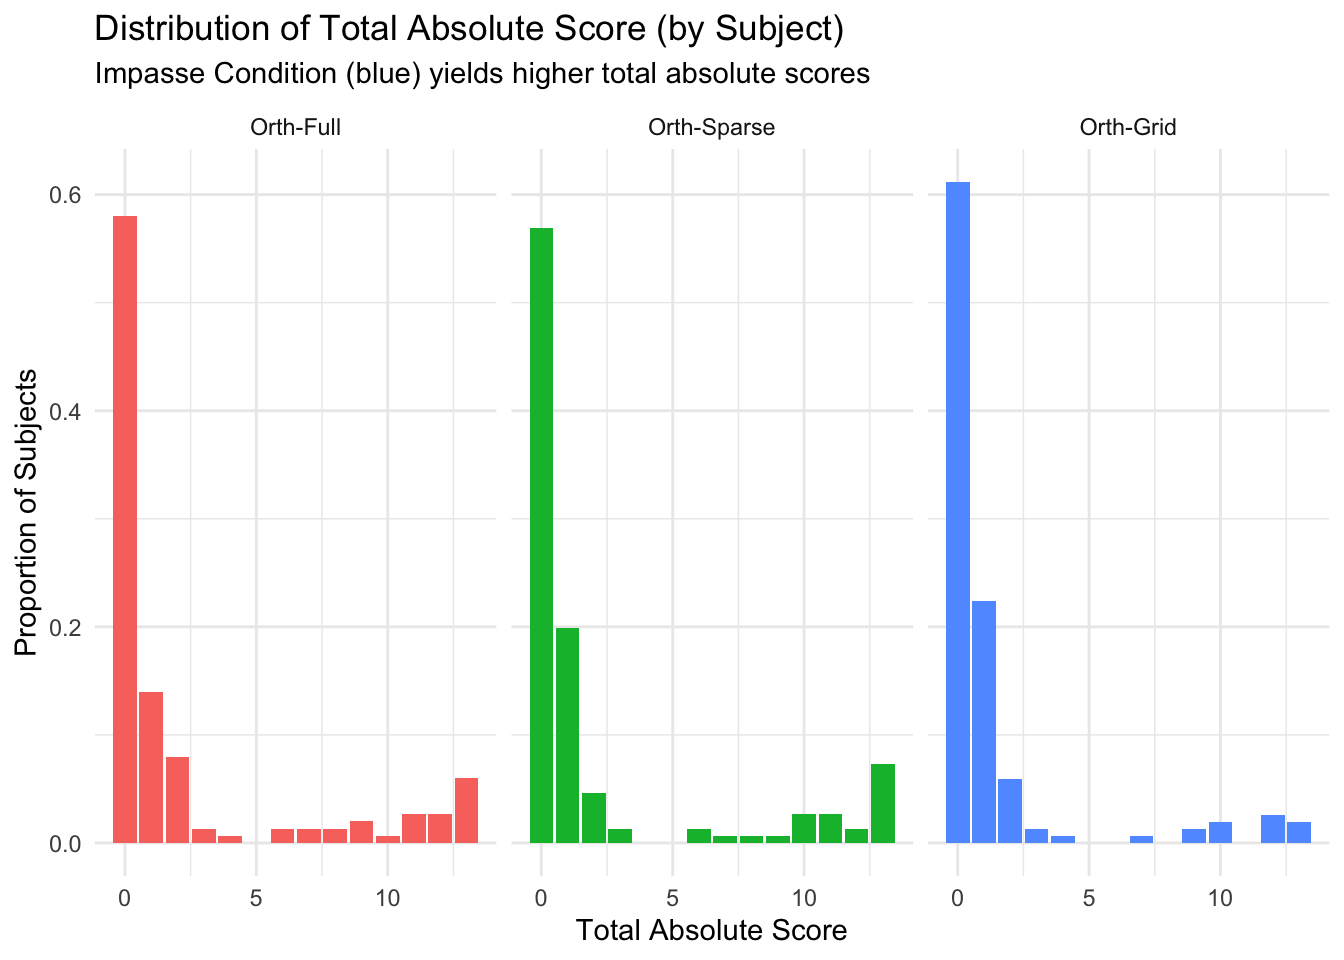 Distribution of Total Absolute Score (by Subject)
Impasse Condition (blue) yields higher total absolute scores
Orth-Full
Orth-Sparse
Orth-Grid
Proportion of Subjects
0.6
0.4
0.2
0.0
0 5 10
0 5 10
0 5 10
Total Absolute Score